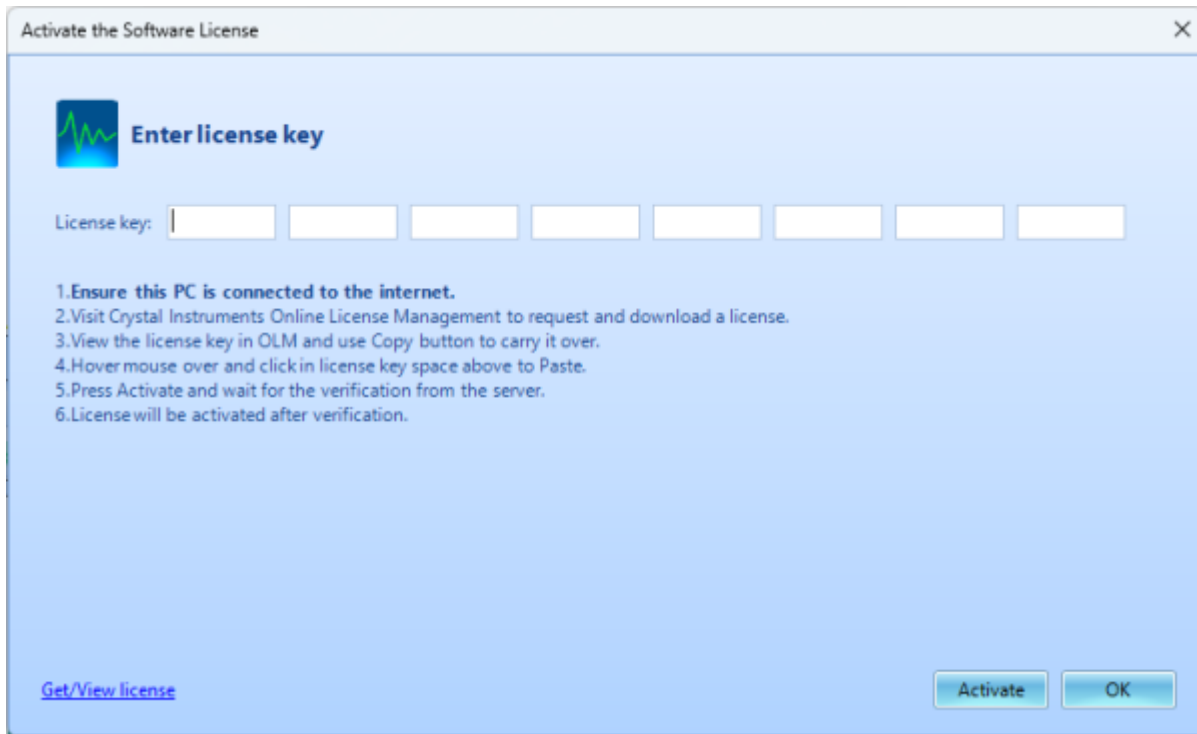 Activate the Software License
Enter license key
License key:
1.Ensure this PC is connected to the internet.
2.Visit Crystal Instruments Online License Management to request and download a license.
3.View the license key in OLM and use Copy button to carry it over.
4.Hover mouse over and click in license key space above to Paste.
5.Press Activate and wait for the verification from the server.
6.License will be activated after verification.
Get/View license
Activate
OK